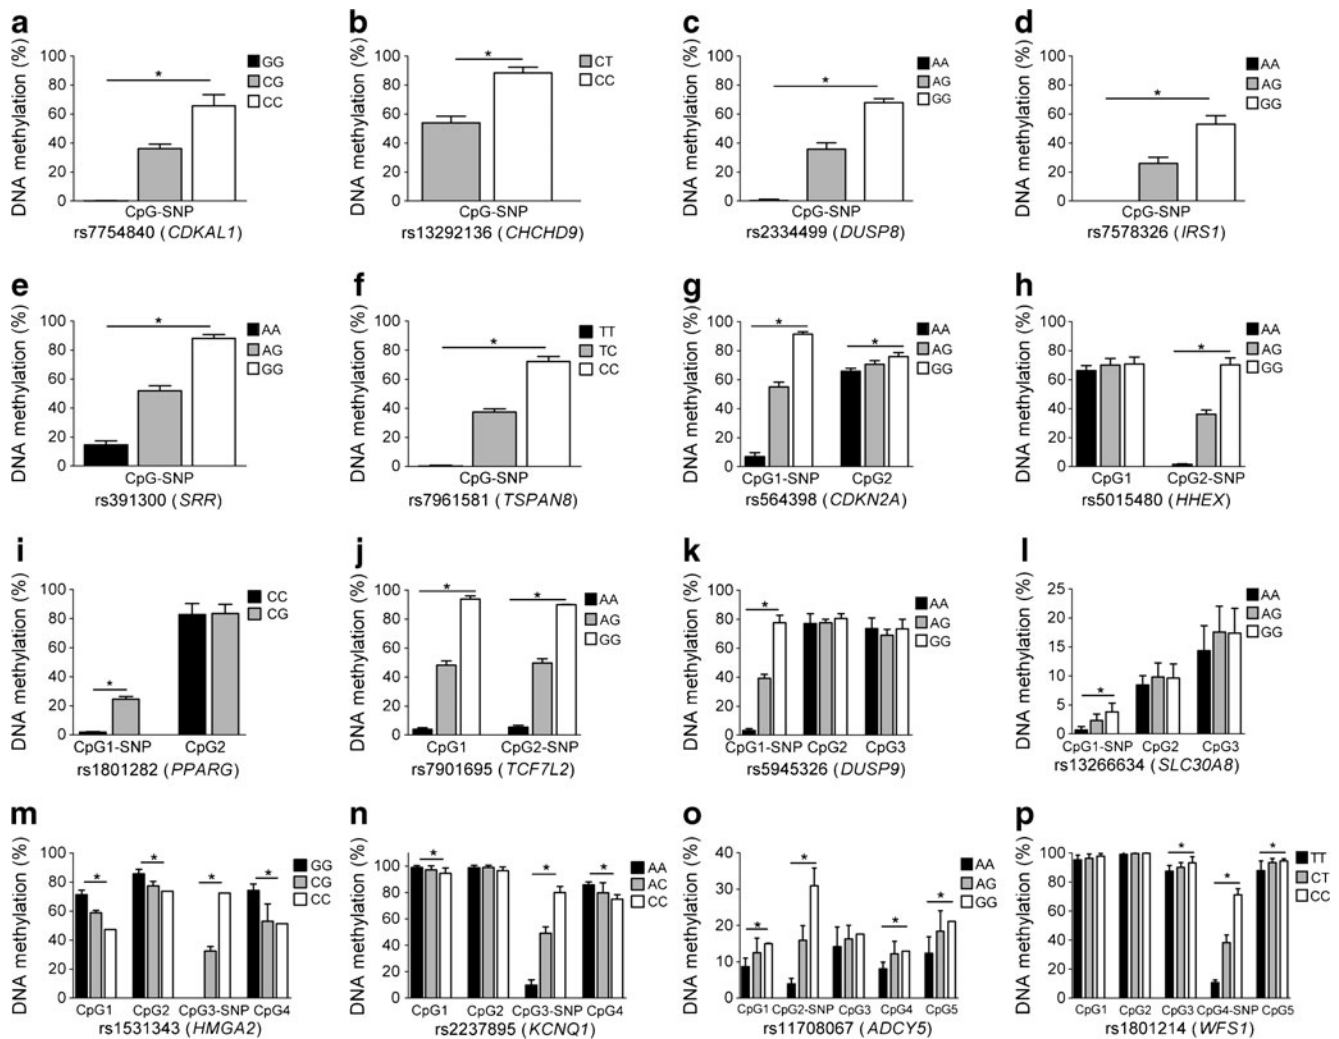 a
DNA methylation (%)
100
80
60
40
20
0
*
GG
CG
CC
CpG-SNP
rs7754840 (CDKAL1)
b
DNA methylation (%)
100
80
60
40
20
0
*
CT
CC
CpG-SNP
rs13292136 (CHCHD9)
c
DNA methylation (%)
100
80
60
40
20
0
*
AA
AG
GG
CpG-SNP
rs2334499 (DUSP8)
d
DNA methylation (%)
100
80
60
40
20
0
*
AA
AG
GG
CpG-SNP
rs7578326 (IRS1)
e
DNA methylation (%)
100
80
60
40
20
0
*
AA
AG
GG
CpG-SNP
rs391300 (SRR)
f
DNA methylation (%)
100
80
60
40
20
0
*
TT
TC
CC
CpG-SNP
rs7961581 (TSPAN8)
g
DNA methylation (%)
100
80
60
40
20
0
*
*
AA
AG
GG
CpG1-SNP CpG2
rs564398 (CDKN2A)
h
DNA methylation (%)
100
80
60
40
20
0
*
AA
AG
GG
CpG1 CpG2-SNP
rs5015480 (HHEX)
i
DNA methylation (%)
100
80
60
40
20
0
*
CC
CG
CpG1-SNP CpG2
rs1801282 (PPARG)
j
DNA methylation (%)
100
80
60
40
20
0
*
*
AA
AG
GG
CpG1 CpG2-SNP
rs7901695 (TCF7L2)
k
DNA methylation (%)
100
80
60
40
20
0
*
AA
AG
GG
CpG1-SNP CpG2 CpG3
rs5945326 (DUSP9)
l
DNA methylation (%)
25
20
15
10
5
0
*
AA
AG
GG
CpG1-SNP CpG2 CpG3
rs13266634 (SLC30A8)
m
DNA methylation (%)
100
80
60
40
20
0
*
*
*
*
GG
CG
CC
CpG1 CpG2 CpG3-SNP CpG4
rs1531343 (HMGA2)
n
DNA methylation (%)
100
80
60
40
20
0
*
*
*
AA
AC
CC
CpG1 CpG2 CpG3-SNP CpG4
rs2237895 (KCNQ1)
o
DNA methylation (%)
40
30
20
10
0
*
*
*
*
AA
AG
GG
CpG1 CpG2-SNP CpG3 CpG4 CpG5
rs11708067 (ADCY5)
p
DNA methylation (%)
100
80
60
40
20
0
*
*
*
TT
CT
CC
CpG1 CpG2 CpG3 CpG4-SNP CpG5
rs1801214 (WFS1)